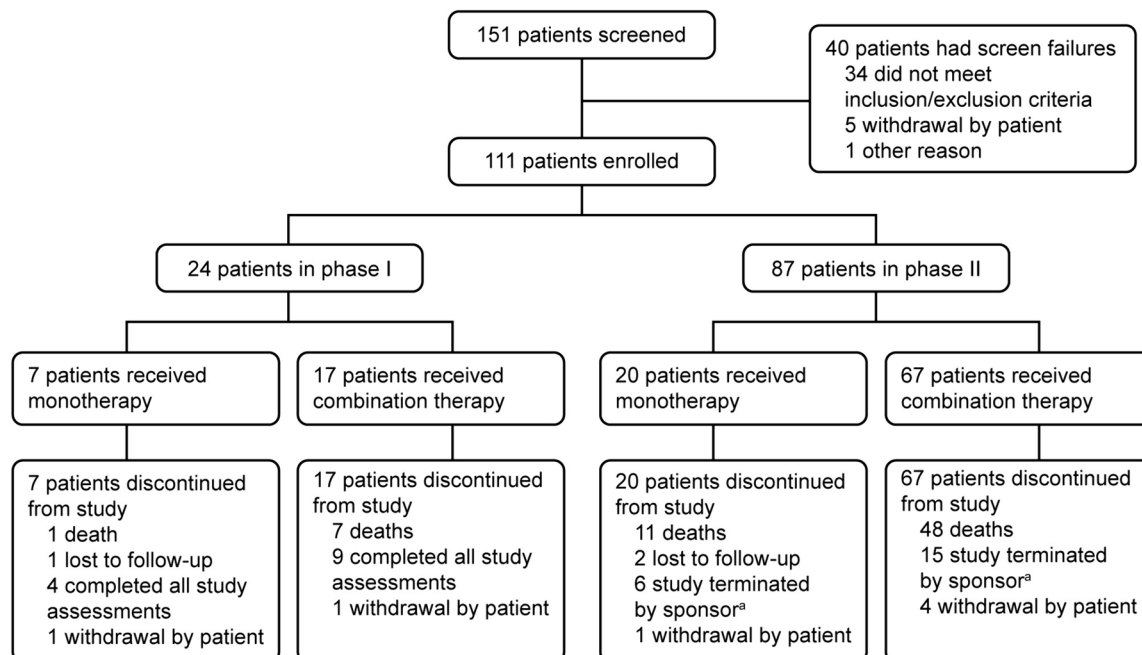 151 patients screened
40 patients had screen failures
34 did not meet
inclusion/exclusion criteria
5 withdrawal by patient
1 other reason
111 patients enrolled
24 patients in phase I
87 patients in phase II
7 patients received
monotherapy
17 patients received
combination therapy
20 patients received
monotherapy
67 patients received
combination therapy
7 patients discontinued
from study
1 death
1 lost to follow-up
4 completed all study
assessments
1 withdrawal by patient
17 patients discontinued
from study
7 deaths
9 completed all study
assessments
1 withdrawal by patient
20 patients discontinued
from study
11 deaths
2 lost to follow-up
6 study terminated
by sponsorᵃ
1 withdrawal by patient
67 patients discontinued
from study
48 deaths
15 study terminated
by sponsorᵃ
4 withdrawal by patient